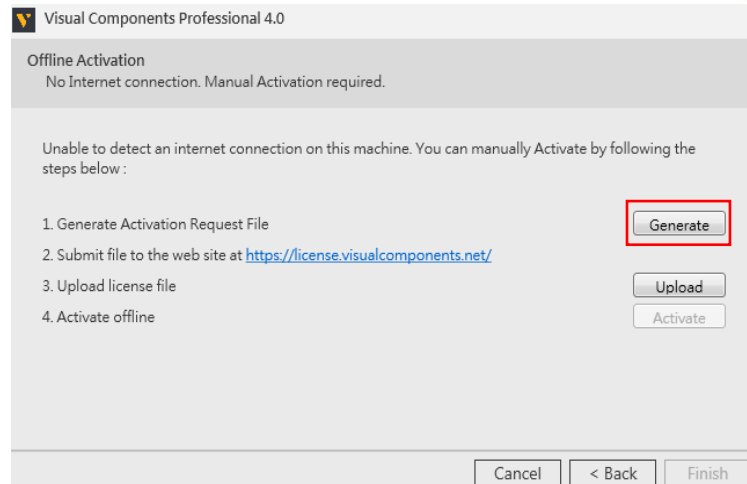 Visual Components Professional 4.0
Offline Activation
No Internet connection. Manual Activation required.
Unable to detect an internet connection on this machine. You can manually Activate by following the
steps below :
1. Generate Activation Request File
Generate
2. Submit file to the web site at https://license.visualcomponents.net/
3. Upload license file
Upload
4. Activate offline
Activate
Cancel
< Back
Finish